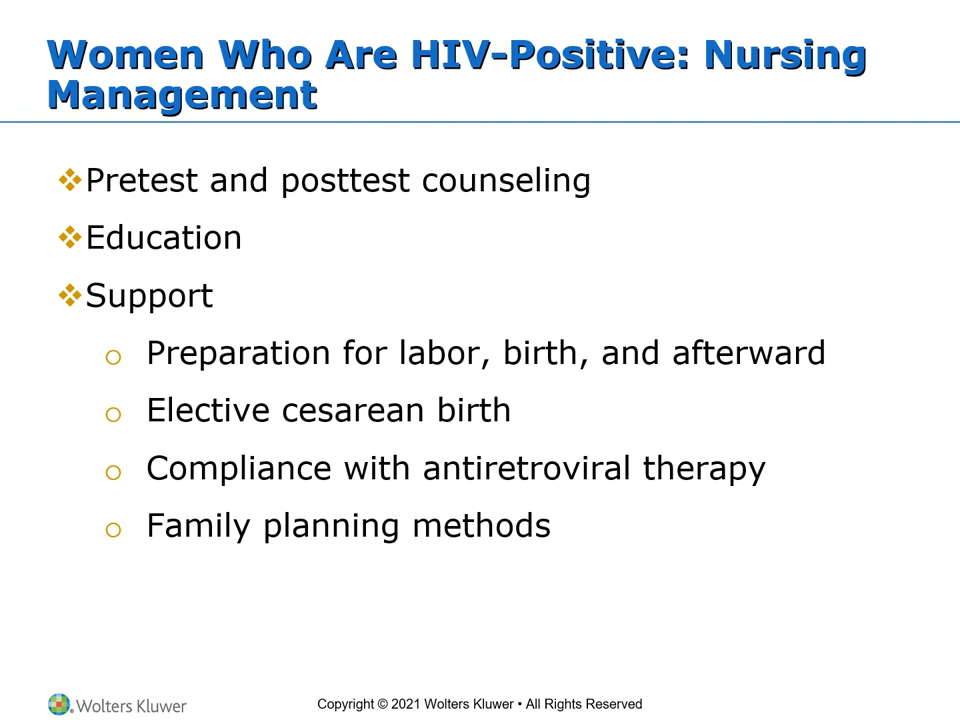 Women Who Are HIV-Positive: Nursing
Management
❖Pretest and posttest counseling
❖Education
❖Support
o Preparation for labor, birth, and afterward
o Elective cesarean birth
o Compliance with antiretroviral therapy
o Family planning methods
Wolters Kluwer
Copyright © 2021 Wolters Kluwer • All Rights Reserved